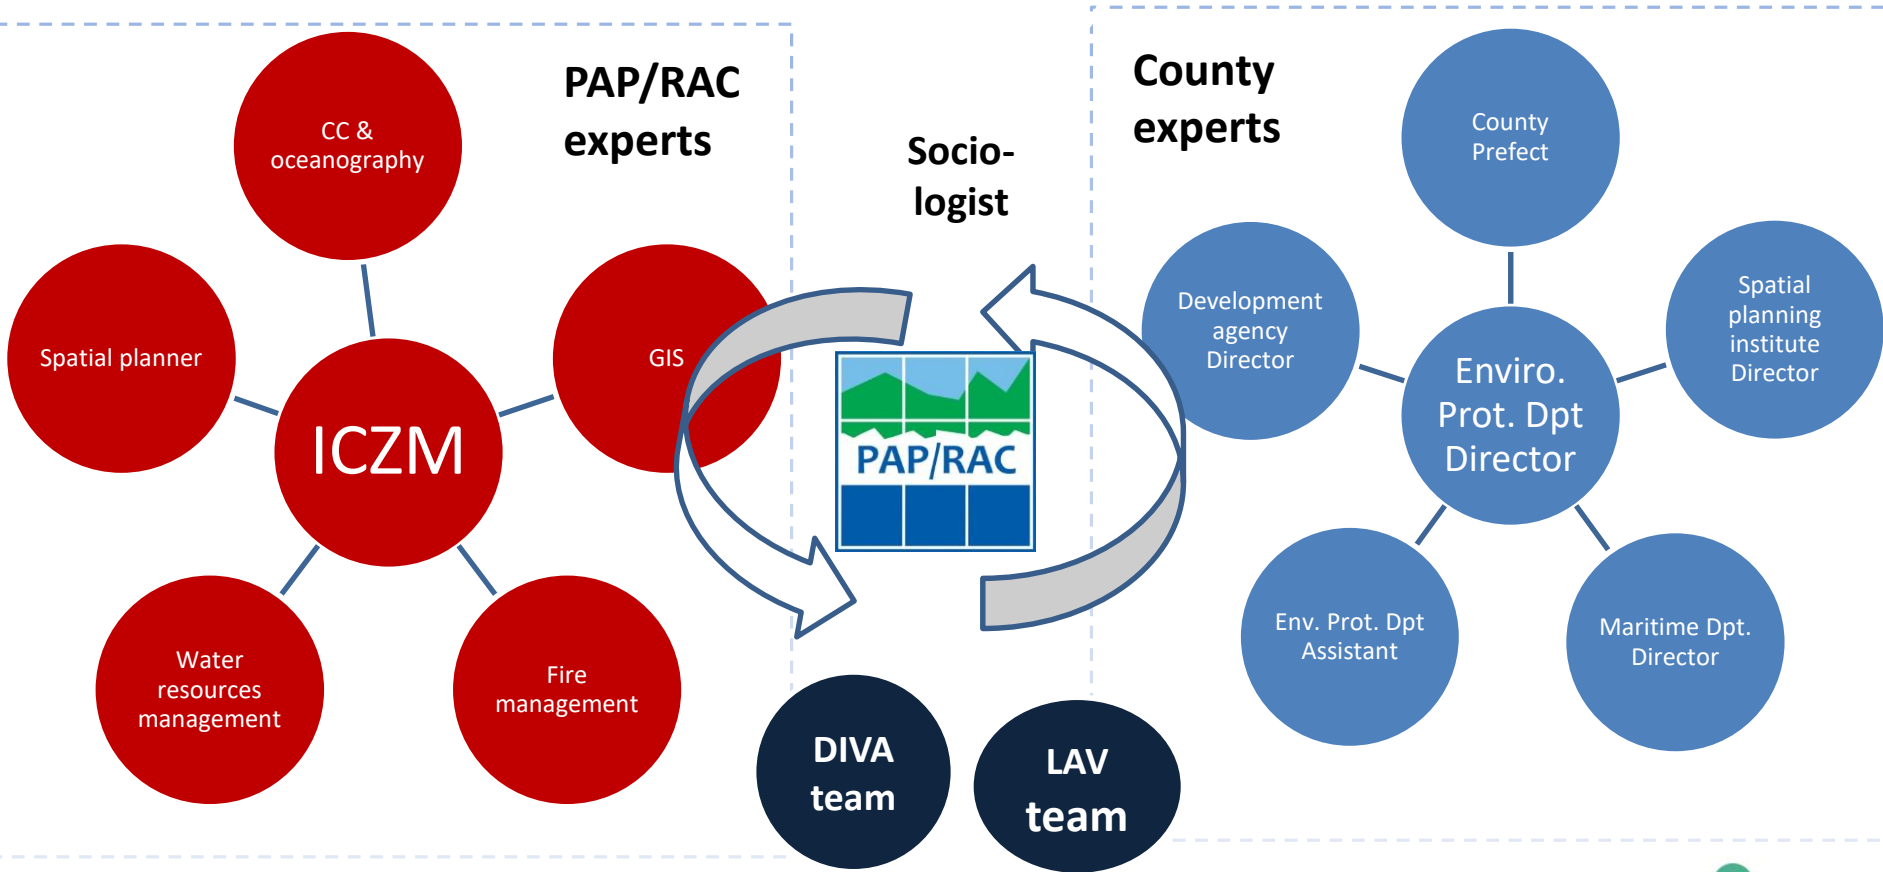 PAP/RAC
experts
CC &
oceanography
Spatial planner
GIS
ICZM
Water
resources
management
Fire
management
Socio-
logist
PAP/RAC
DIVA
team
LAV
team
County
experts
County
Prefect
Development
agency
Director
Spatial
planning
institute
Director
Enviro.
Prot. Dpt
Director
Env. Prot. Dpt
Assistant
Maritime Dpt.
Director